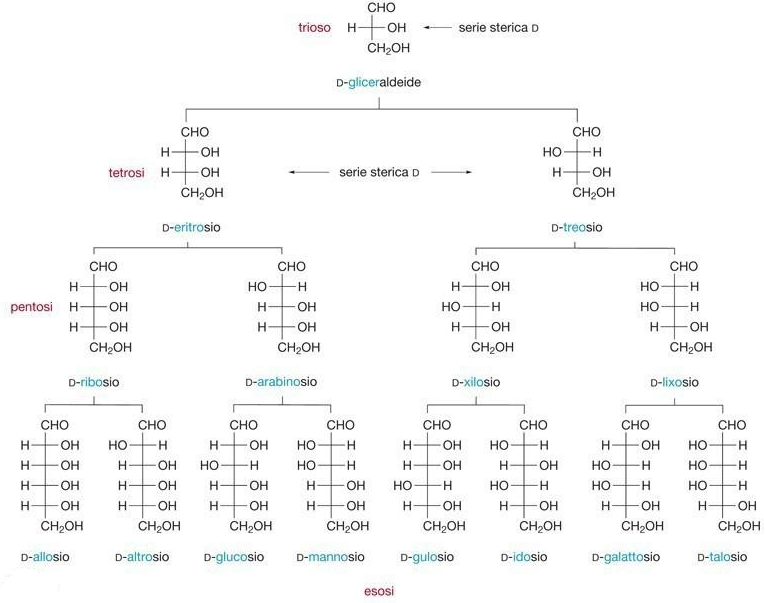 CHO
trioso H OH serie sterica D
CH₂OH
D-gliceraldeide
CHO CHO
H OH HO H
tetrosi H OH serie sterica D H OH
CH₂OH CH₂OH
D-eritrosio D-treosio
CHO CHO CHO CHO
H OH HO H H OH HO H
pentosi H OH H OH HO H HO H
H OH H OH H OH H OH
CH₂OH CH₂OH CH₂OH CH₂OH
D-ribosio D-arabinosio D-xilosio D-lixosio
CHO CHO CHO CHO CHO CHO CHO CHO
H OH HO H H OH HO H H OH HO H H OH HO H
H OH H OH HO H HO H H OH H OH HO H HO H
H OH H OH H OH H OH HO H HO H HO H HO H
H OH H OH H OH H OH H OH H OH H OH H OH
CH₂OH CH₂OH CH₂OH CH₂OH CH₂OH CH₂OH CH₂OH CH₂OH
D-allosio D-altrosio D-glucosio D-mannosio D-gulosio D-idosio D-galattosio D-talosio
esosi